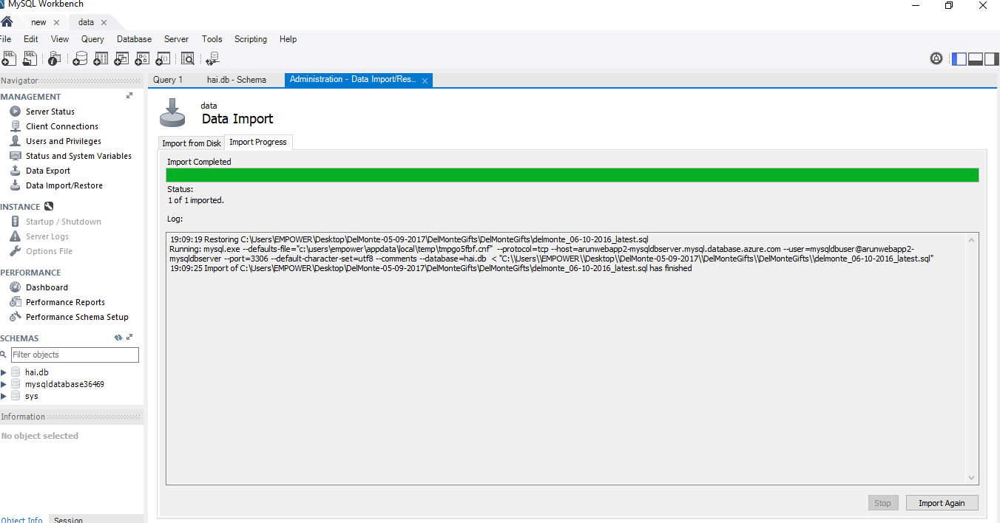 MySQL Workbench
new
data
File Edit View Query Database Server Tools Scripting Help
Navigator
Query 1
hai.db - Schema
Administration - Data Import/Res...
MANAGEMENT
Server Status
Client Connections
Users and Privileges
Status and System Variables
Data Export
Data Import/Restore
INSTANCE
Startup / Shutdown
Server Logs
Options File
PERFORMANCE
Dashboard
Performance Reports
Performance Schema Setup
SCHEMAS
Filter objects
hai.db
mysqldatabase36469
sys
Information
No object selected
Object Info
Session
data
Data Import
Import from Disk
Import Progress
Import Completed
Status:
1 of 1 imported.
Log:
19:09:19 Restoring C:\Users\EMPOWER\Desktop\DelMonte-05-09-2017\DelMonteGifts\DelMonteGifts\delmonte_06-10-2016_latest.sql
Running: mysql.exe --defaults-file="c:\users\empower\appdata\local\temp\tmpgo5fbf.cnf" --protocol=tcp --host=arunwebapp2-mysqldbserver.mysql.database.azure.com --user=mysqldbuser@arunwebapp2-
mysqldbserver --port=3306 --default-character-set=utf8 --comments --database=hai.db < "C:\\Users\\EMPOWER\\Desktop\\DelMonte-05-09-2017\\DelMonteGifts\\DelMonteGifts\\delmonte_06-10-2016_latest.sql"
19:09:25 Import of C:\Users\EMPOWER\Desktop\DelMonte-05-09-2017\DelMonteGifts\DelMonteGifts\delmonte_06-10-2016_latest.sql has finished
Stop
Import Again